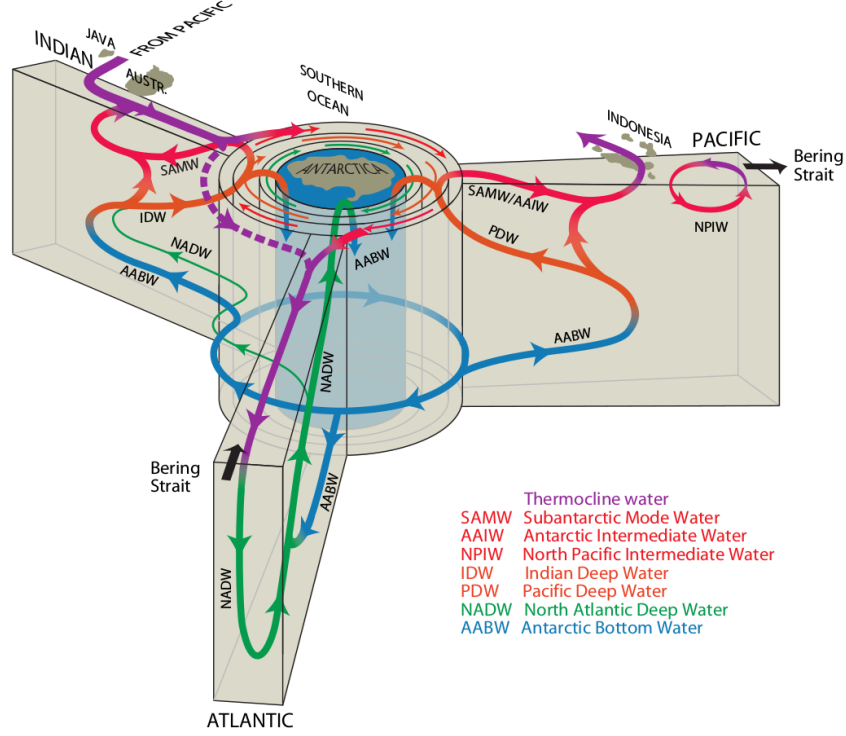 JAVA
FROM PACIFIC
INDIAN
AUSTR.
SOUTHERN
OCEAN
INDONESIA
PACIFIC
Bering
Strait
ANTARCTICA
SAMW
SAMW/AAIW
NPIW
IDW
PDW
NADW
AABW
AABW
AABW
NADW
Bering
Strait
AABW
NADW
ATLANTIC
Thermocline water
SAMW Subantarctic Mode Water
AAIW Antarctic Intermediate Water
NPIW North Pacific Intermediate Water
IDW Indian Deep Water
PDW Pacific Deep Water
NADW North Atlantic Deep Water
AABW Antarctic Bottom Water